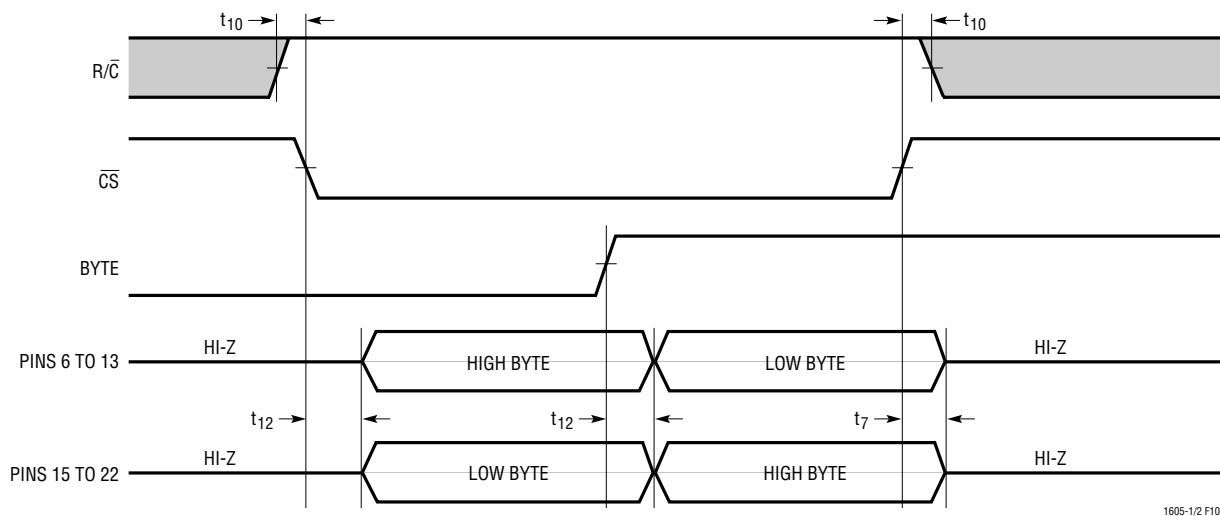 t10 t10
R/C̅
C̅S̅
BYTE
PINS 6 TO 13 HI-Z HIGH BYTE LOW BYTE HI-Z
t12 t12 t7
PINS 15 TO 22 HI-Z LOW BYTE HIGH BYTE HI-Z
1605-1/2 F10